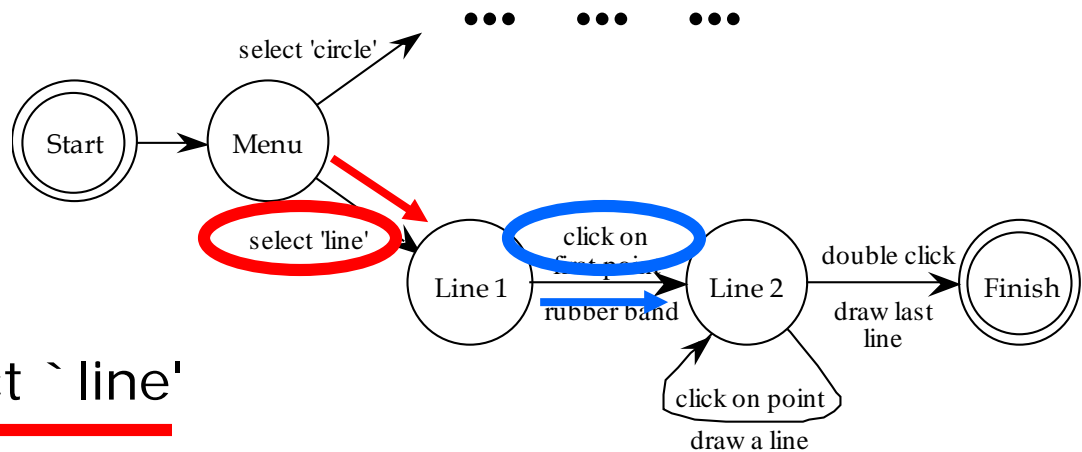 ••• ••• •••
select 'circle'
Start
Menu
select 'line'
click on
first point
Line 1
rubber band
Line 2
double click
draw last
line
Finish
click on point
draw a line
ct `line'